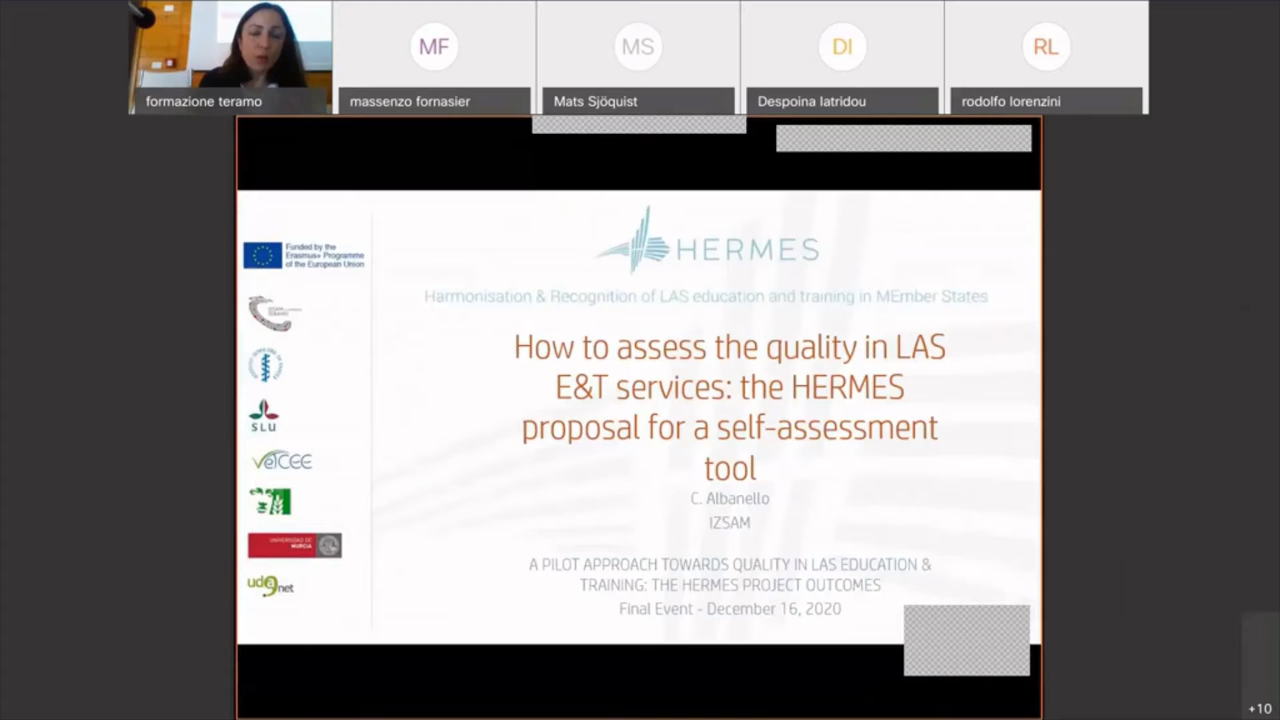 MF
MS
DI
RL
formazione teramo
massenzo fornasier
Mats Sjöquist
Despoina Iatridou
rodolfo lorenzini
HERMES
Harmonisation & Recognition of LAS education and training in MEmber States
Funded by the
Erasmus+ Programme
of the European Union
SLU
VetCEE
UNIVERSIDAD DE
MURCIA
udanet
How to assess the quality in LAS
E&T services: the HERMES
proposal for a self-assessment
tool
C. Albanello
IZSAM
A PILOT APPROACH TOWARDS QUALITY IN LAS EDUCATION &
TRAINING: THE HERMES PROJECT OUTCOMES
Final Event - December 16, 2020
+10